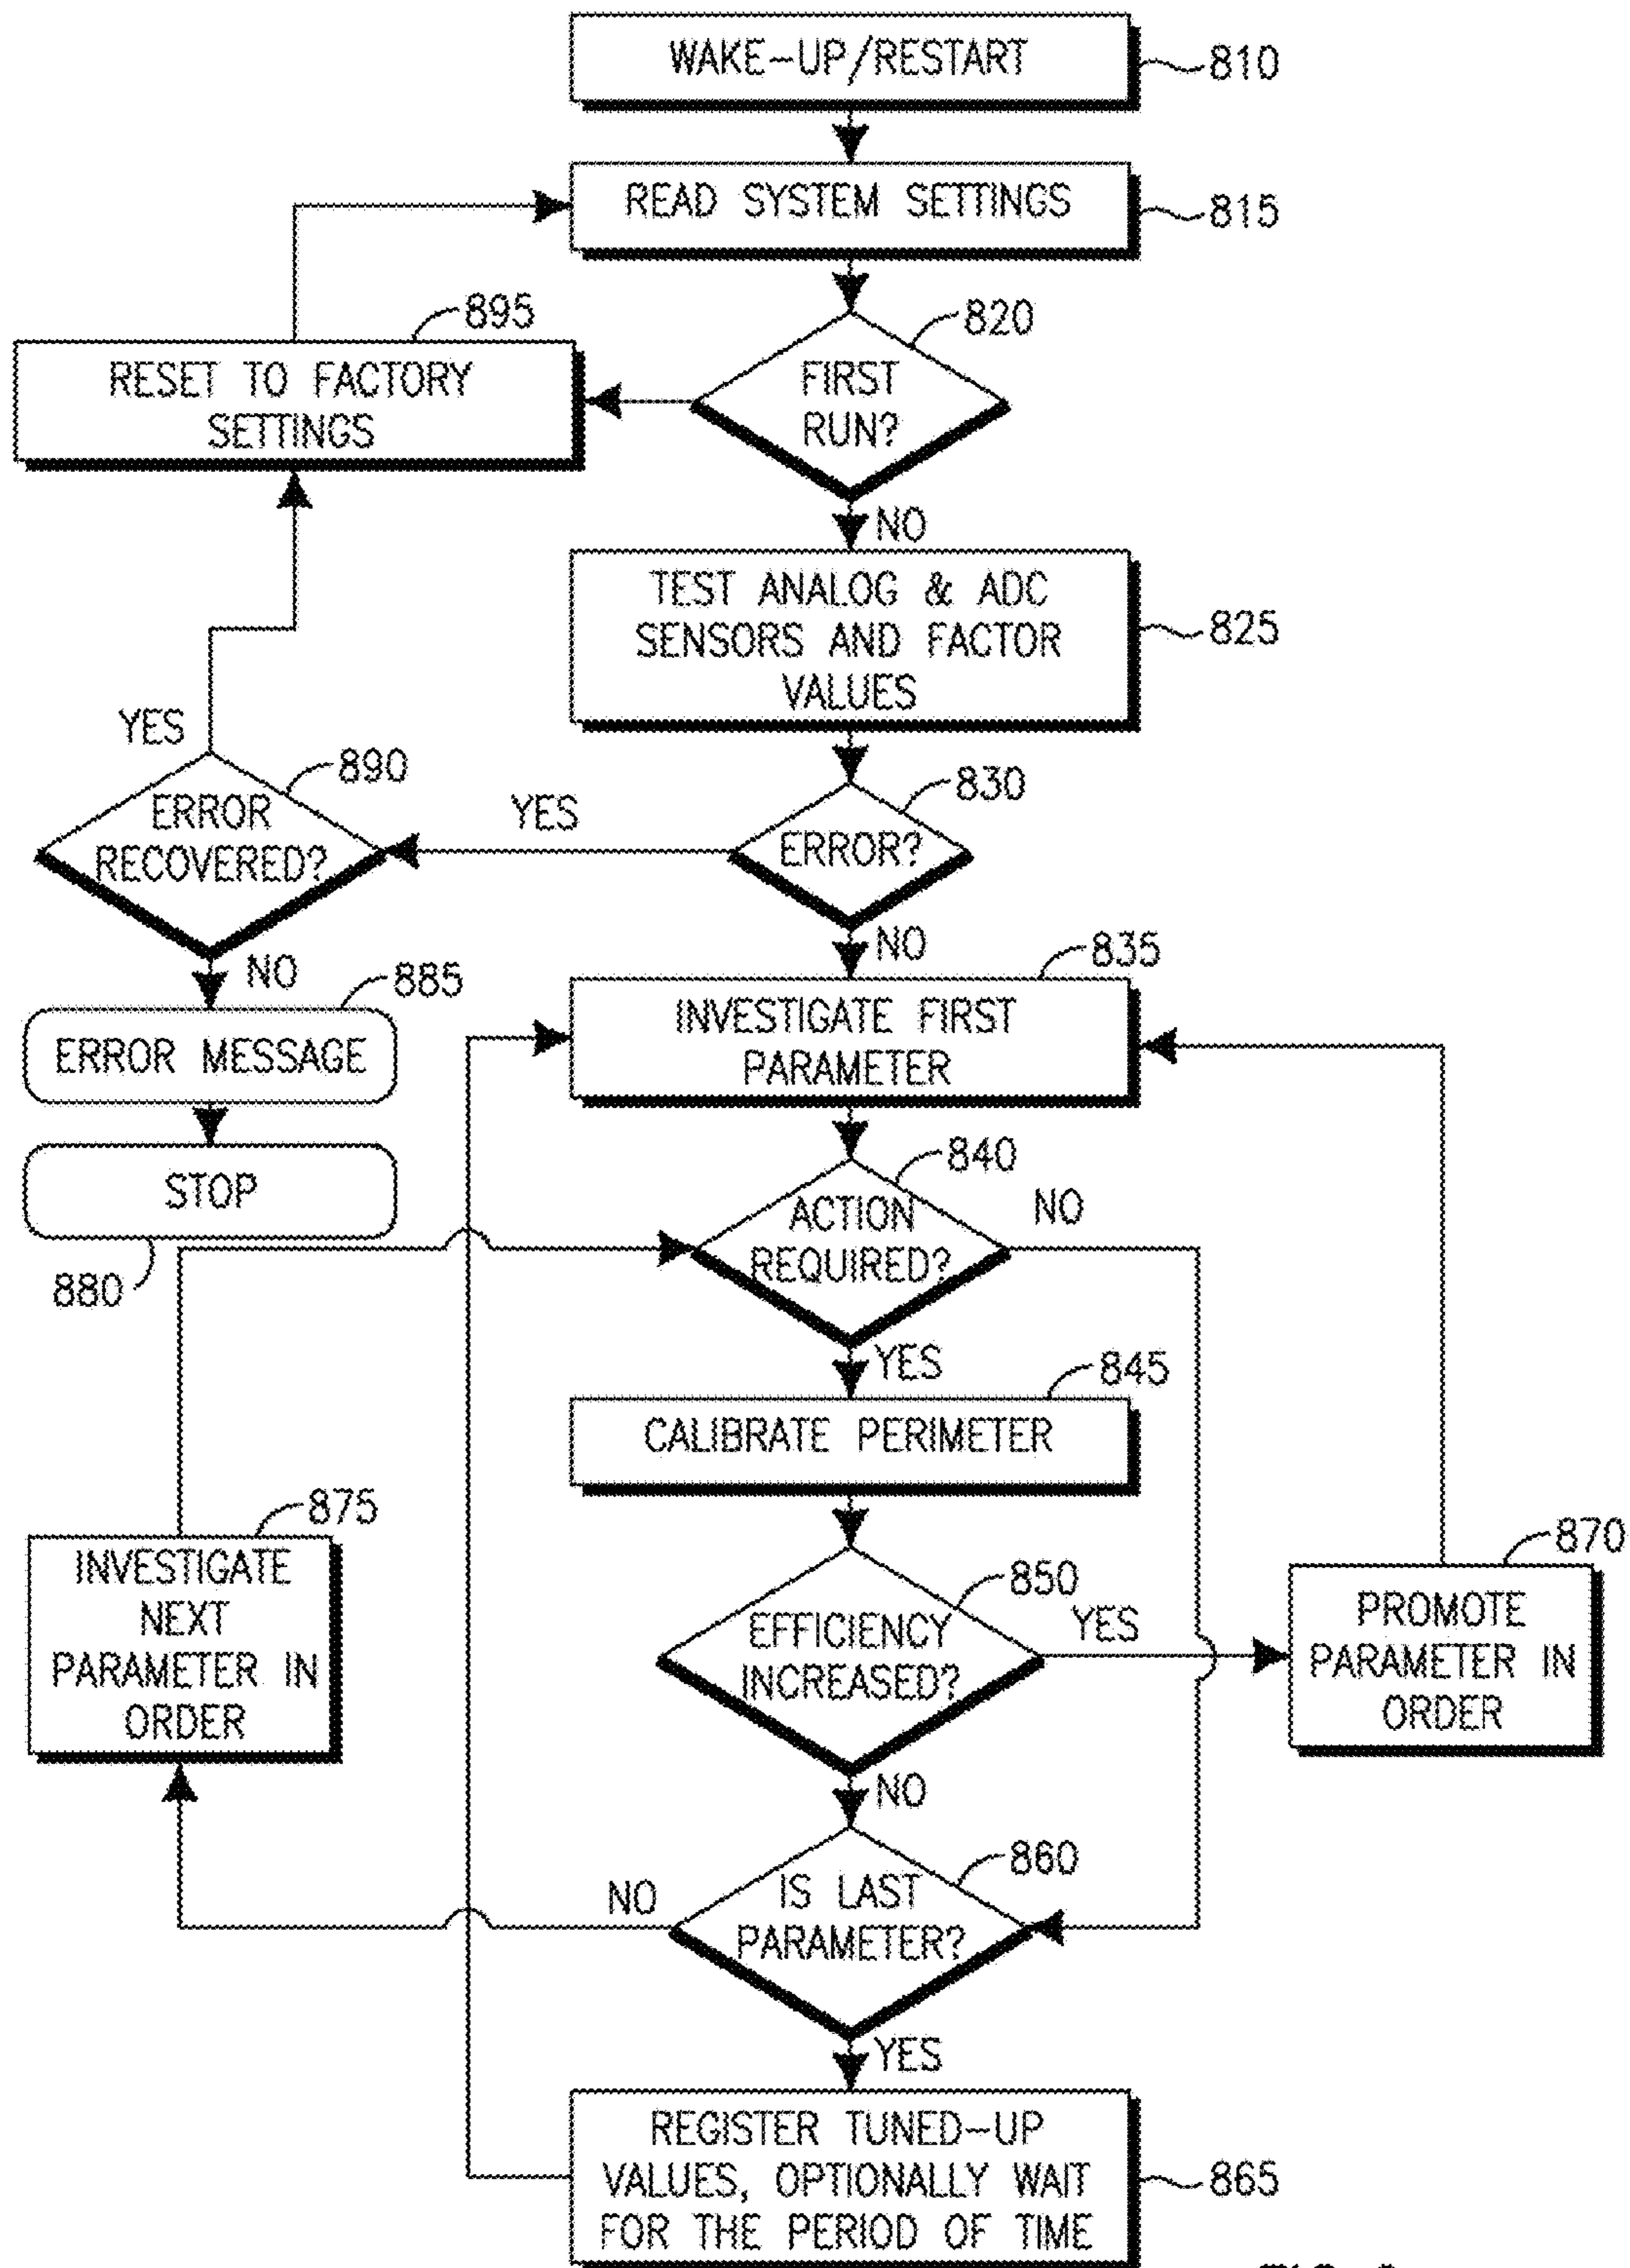 WAKE-UP/RESTART
810
READ SYSTEM SETTINGS
815
895
820
RESET TO FACTORY
SETTINGS
FIRST
RUN?
NO
TEST ANALOG & ADC
SENSORS AND FACTOR
VALUES
825
YES
890
ERROR
RECOVERED?
YES
830
ERROR?
NO
NO
885
835
ERROR MESSAGE
INVESTIGATE FIRST
PARAMETER
STOP
880
840
ACTION
REQUIRED?
NO
YES
845
CALIBRATE PERIMETER
875
INVESTIGATE
NEXT
PARAMETER IN
ORDER
850
EFFICIENCY
INCREASED?
YES
870
PROMOTE
PARAMETER IN
ORDER
NO
860
IS LAST
PARAMETER?
NO
YES
REGISTER TUNED-UP
VALUES, OPTIONALLY WAIT
FOR THE PERIOD OF TIME
865